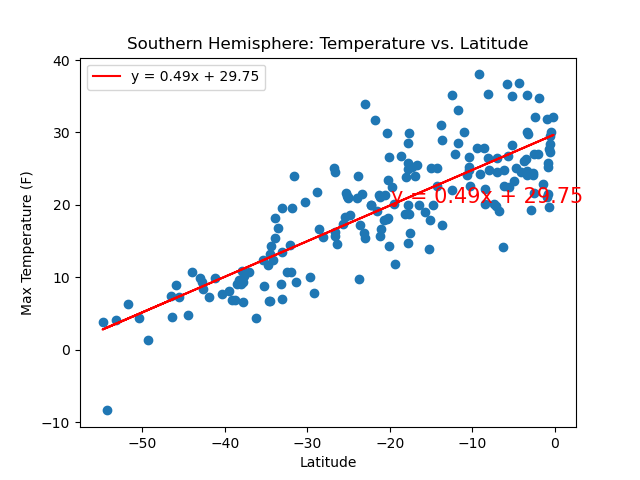 Southern Hemisphere: Temperature vs. Latitude
y = 0.49x + 29.75
y = 0.49x + 29.75
Max Temperature (F)
40
30
20
10
0
−10
−50
−40
−30
−20
−10
0
Latitude